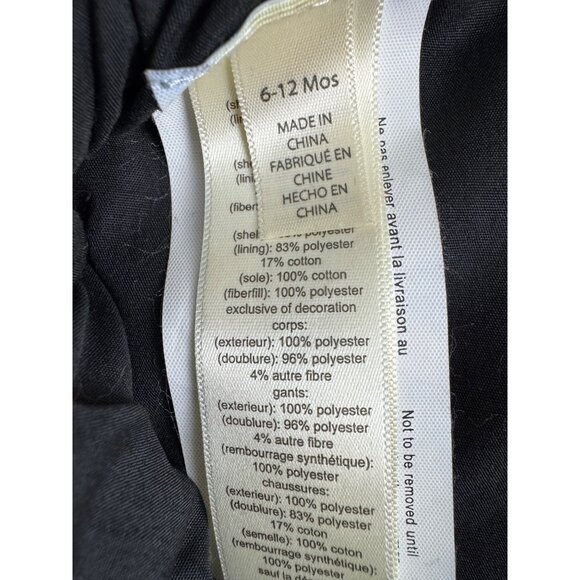 6-12 Mos
MADE IN
CHINA
FABRIQUÉ EN
CHINE
HECHO EN
CHINA
polyester
(lining): 83% polyester
17% cotton
(sole): 100% cotton
(fiberfill): 100% polyester
exclusive of decoration
corps:
(exterieur): 100% polyester
(doublure): 96% polyester
4% autre fibre
gants:
(exterieur): 100% polyester
(doublure): 96% polyester
4% autre fibre
(rembourrage synthétique):
100% polyester
chaussures:
(exterieur): 100% polyester
(doublure): 83% polyester
17% cotton
(semelle): 100% coton
(rembourrage synthétique):
100% polyester
Ne pas enlever avant la livraison au
Not to be removed until